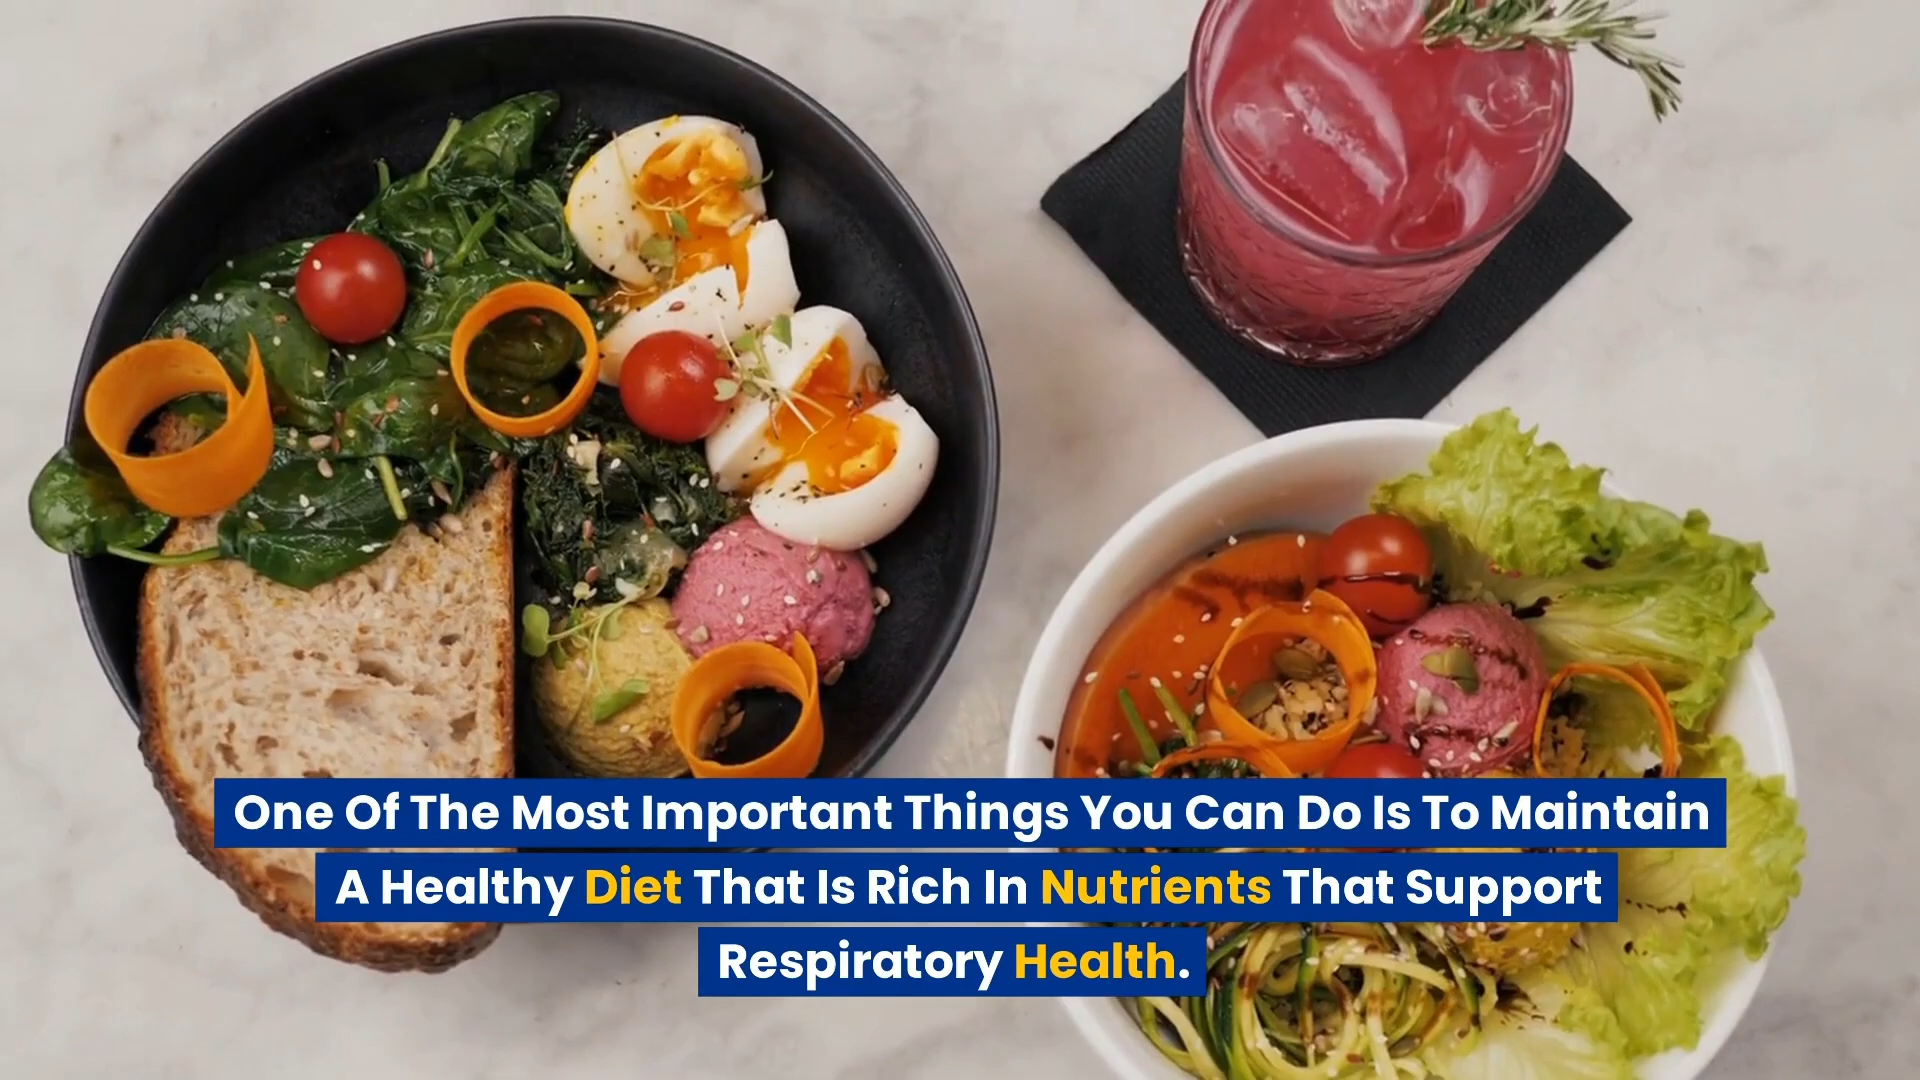 One Of The Most Important Things You Can Do Is To Maintain
A Healthy Diet That Is Rich In Nutrients That Support
Respiratory Health.